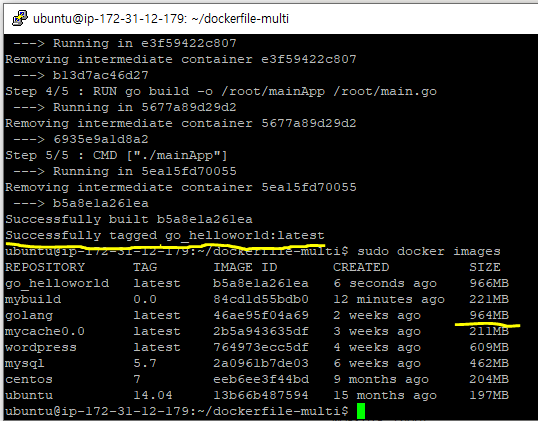 ubuntu@ip-172-31-12-179: ~/dockerfile-multi
---> Running in e3f59422c807
Removing intermediate container e3f59422c807
---> b13d7ac46d27
Step 4/5 : RUN go build -o /root/mainApp /root/main.go
---> Running in 5677a89d29d2
Removing intermediate container 5677a89d29d2
---> 6935e9a1d8a2
Step 5/5 : CMD ["./mainApp"]
---> Running in 5ea15fd70055
Removing intermediate container 5ea15fd70055
---> b5a8e1a261ea
Successfully built b5a8e1a261ea
Successfully tagged go_helloworld:latest
ubuntu@ip-172-31-12-179:~/dockerfile-multi$ sudo docker images
REPOSITORY TAG IMAGE ID CREATED SIZE
go_helloworld latest b5a8e1a261ea 6 seconds ago 966MB
mybuild 0.0 84cd1d55bdb0 12 minutes ago 221MB
golang latest 46ae95f04a69 2 weeks ago 964MB
mycache0.0 latest 2b5a943635df 3 weeks ago 211MB
wordpress latest 764973ecc5df 4 weeks ago 609MB
mysql 5.7 2a0961b7de03 6 weeks ago 462MB
centos 7 eeb6ee3f44bd 9 months ago 204MB
ubuntu 14.04 13b66b487594 15 months ago 197MB
ubuntu@ip-172-31-12-179:~/dockerfile-multi$